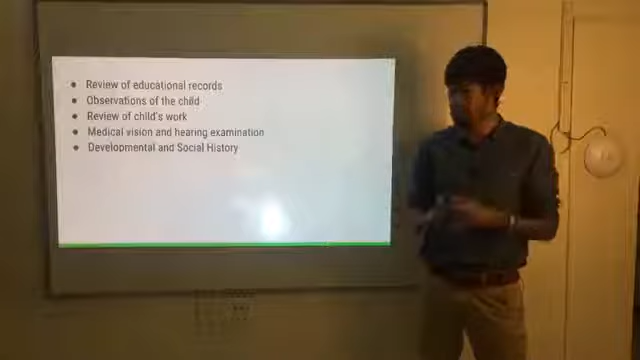 ● Review of educational records
● Observations of the child
● Review of child's work
● Medical vision and hearing examination
● Developmental and Social History